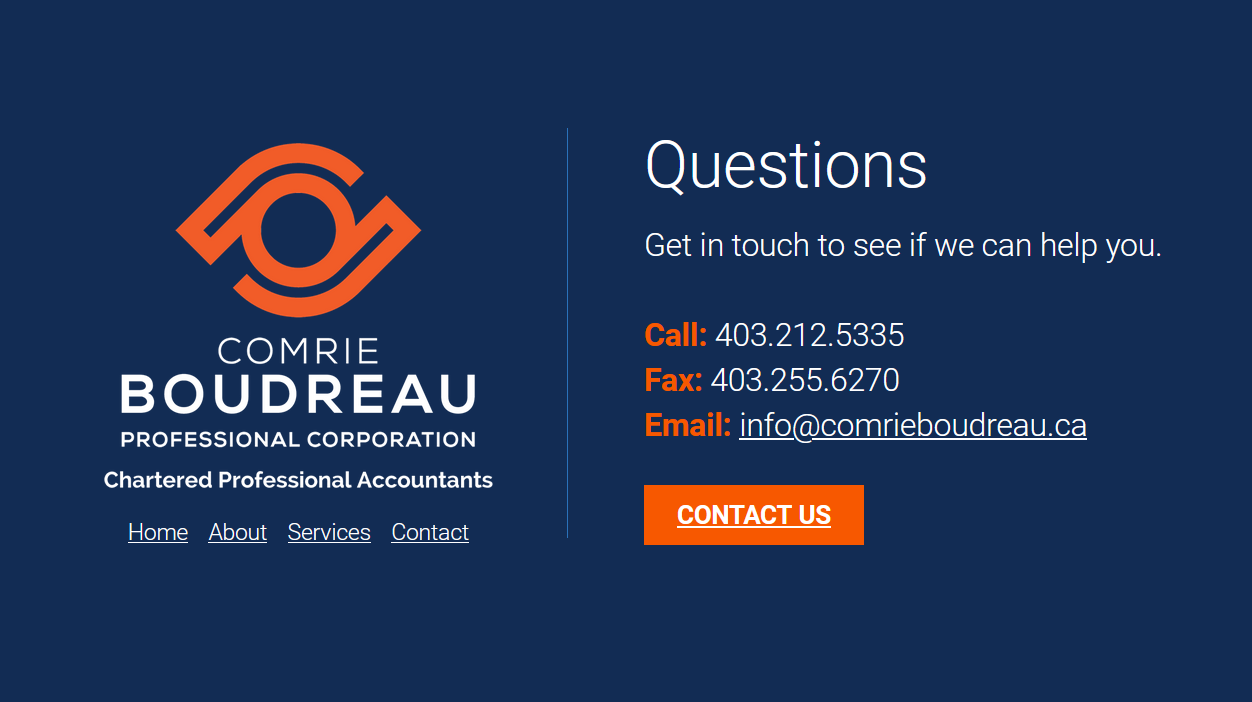 COMRIE
BOUDREAU
PROFESSIONAL CORPORATION
Chartered Professional Accountants
Home About Services Contact
Questions
Get in touch to see if we can help you.
Call: 403.212.5335
Fax: 403.255.6270
Email: info@comrieboudreau.ca
CONTACT US